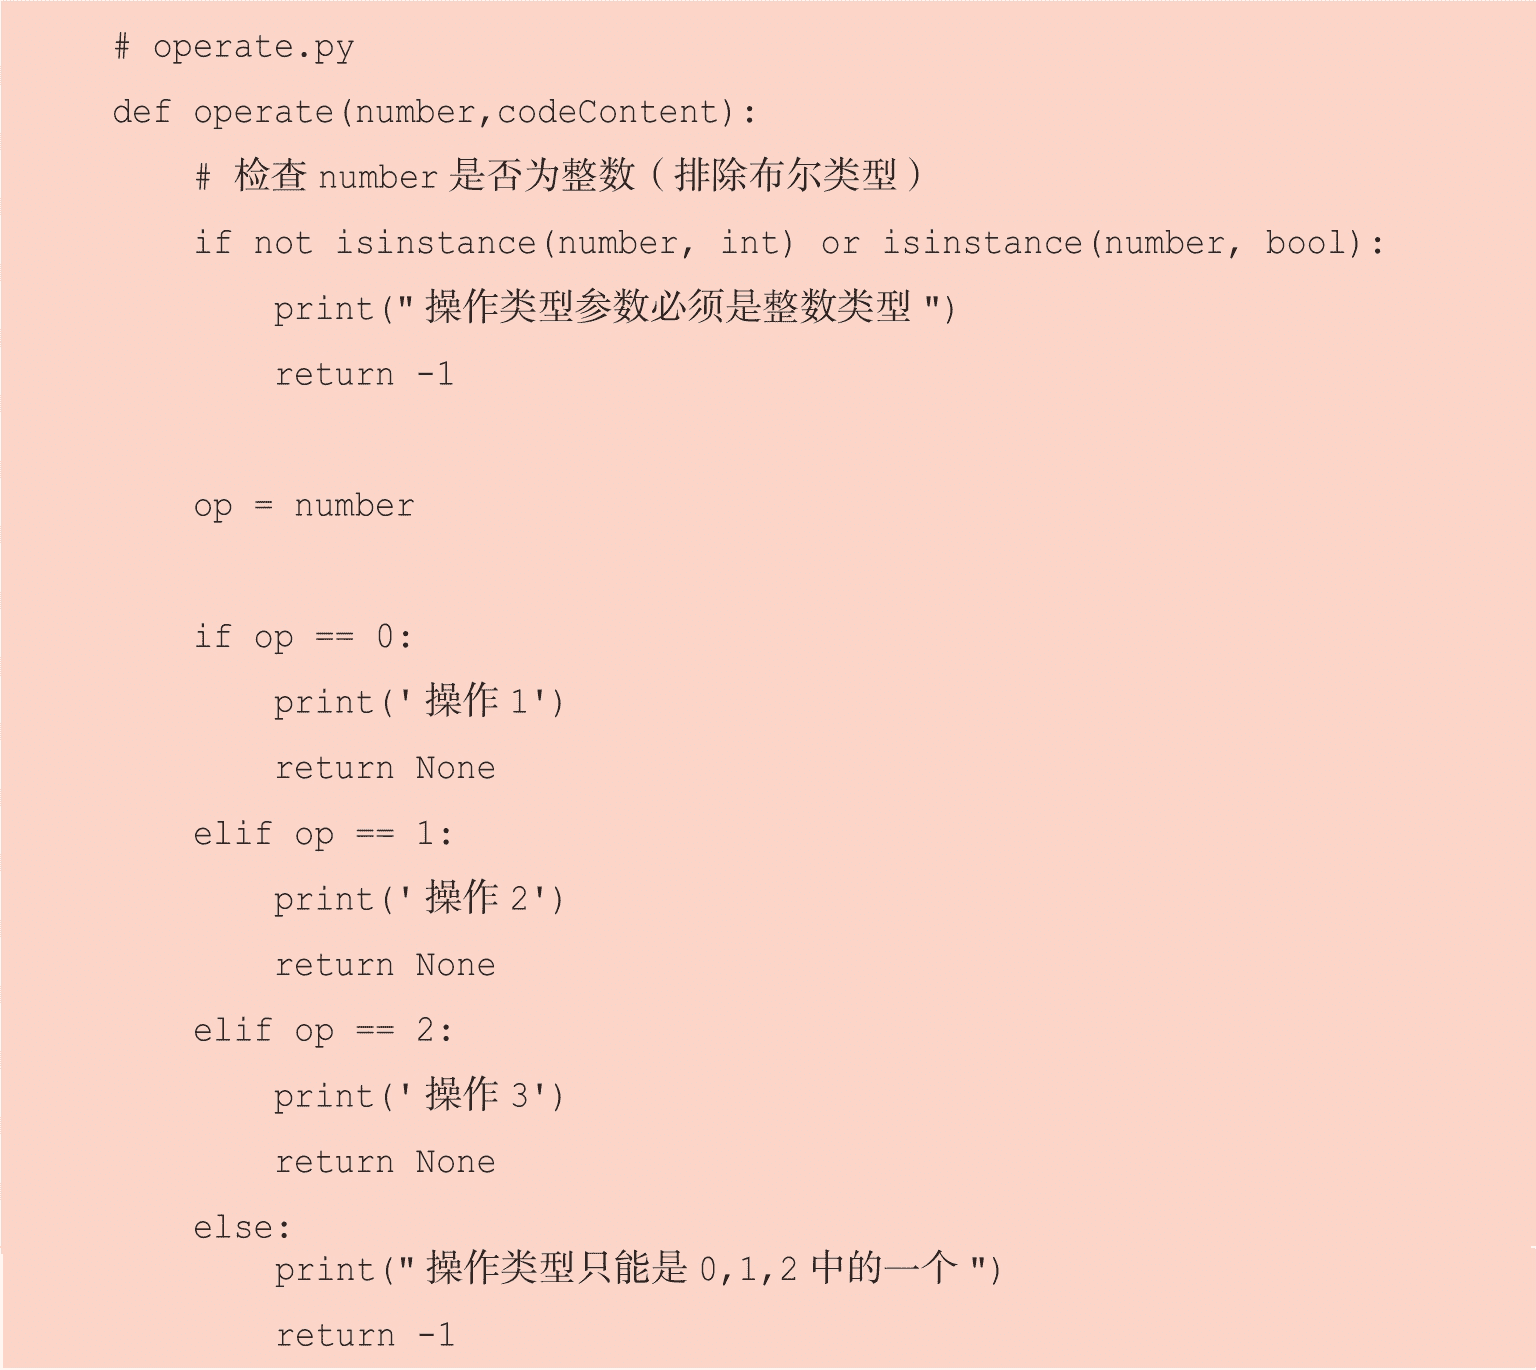 # operate.py
def operate(number,codeContent):
    # 检查 number 是否为整数（排除布尔类型）
    if not isinstance(number, int) or isinstance(number, bool):
        print(" 操作类型参数必须是整数类型 ")
        return -1

    op = number

    if op == 0:
        print(' 操作 1')
        return None
    elif op == 1:
        print(' 操作 2')
        return None
    elif op == 2:
        print(' 操作 3')
        return None
    else:
        print(" 操作类型只能是 0,1,2 中的一个 ")
        return -1